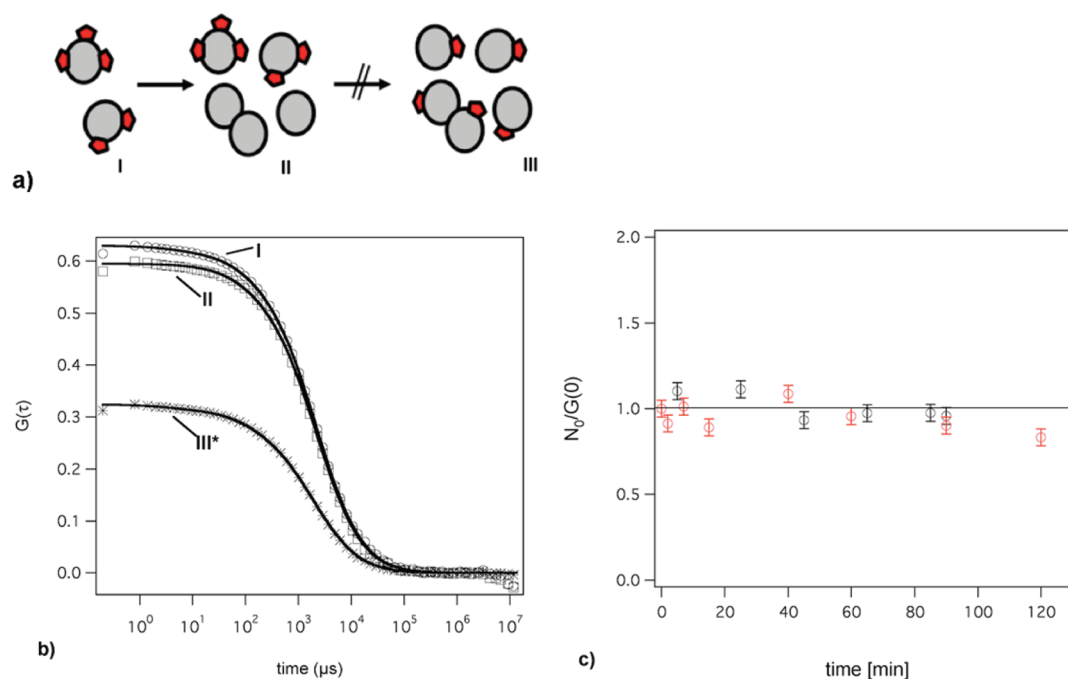 I
II
III
a)
G(τ)
0.6
0.5
0.4
0.3
0.2
0.1
0.0
I
II
III*
10⁰ 10¹ 10² 10³ 10⁴ 10⁵ 10⁶ 10⁷
time (µs)
b)
N₀/G(0)
2.0
1.5
1.0
0.5
0.0
0 20 40 60 80 100 120
time [min]
c)